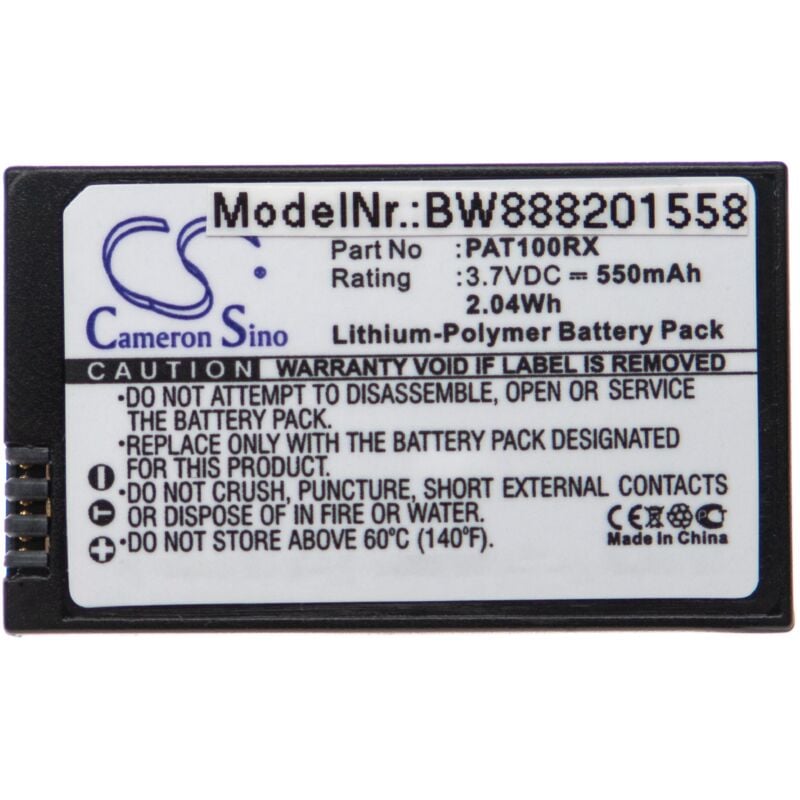 ModelNr.:BW888201558
CS
Cameron Sino
Part No :PAT100RX
Rating :3.7VDC ⎓ 550mAh
2.04Wh
Lithium-Polymer Battery Pack
CAUTION WARRANTY VOID IF LABEL IS REMOVED
•DO NOT ATTEMPT TO DISASSEMBLE, OPEN OR SERVICE
THE BATTERY PACK.
•REPLACE ONLY WITH THE BATTERY PACK DESIGNATED
FOR THIS PRODUCT.
•DO NOT CRUSH, PUNCTURE, SHORT EXTERNAL CONTACTS
OR DISPOSE OF IN FIRE OR WATER.
•DO NOT STORE ABOVE 60°C (140°F).
CE
Made In China